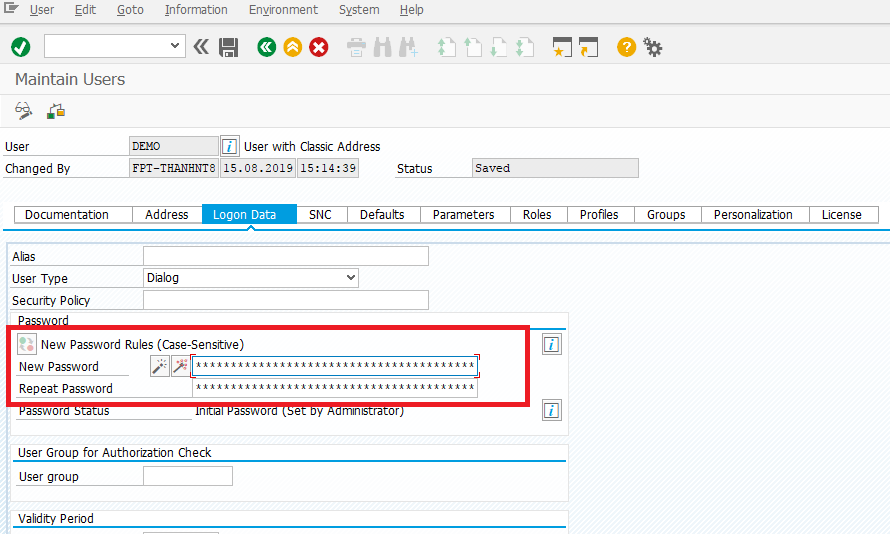 User Edit Goto Information Environment System Help
Maintain Users
User DEMO User with Classic Address
Changed By FPT-THANHNT8 15.08.2019 15:14:39 Status Saved
Documentation Address Logon Data SNC Defaults Parameters Roles Profiles Groups Personalization License
Alias
User Type Dialog
Security Policy
Password
New Password Rules (Case-Sensitive)
New Password ****************************************
Repeat Password ****************************************
Password Status Initial Password (Set by Administrator)
User Group for Authorization Check
User group
Validity Period